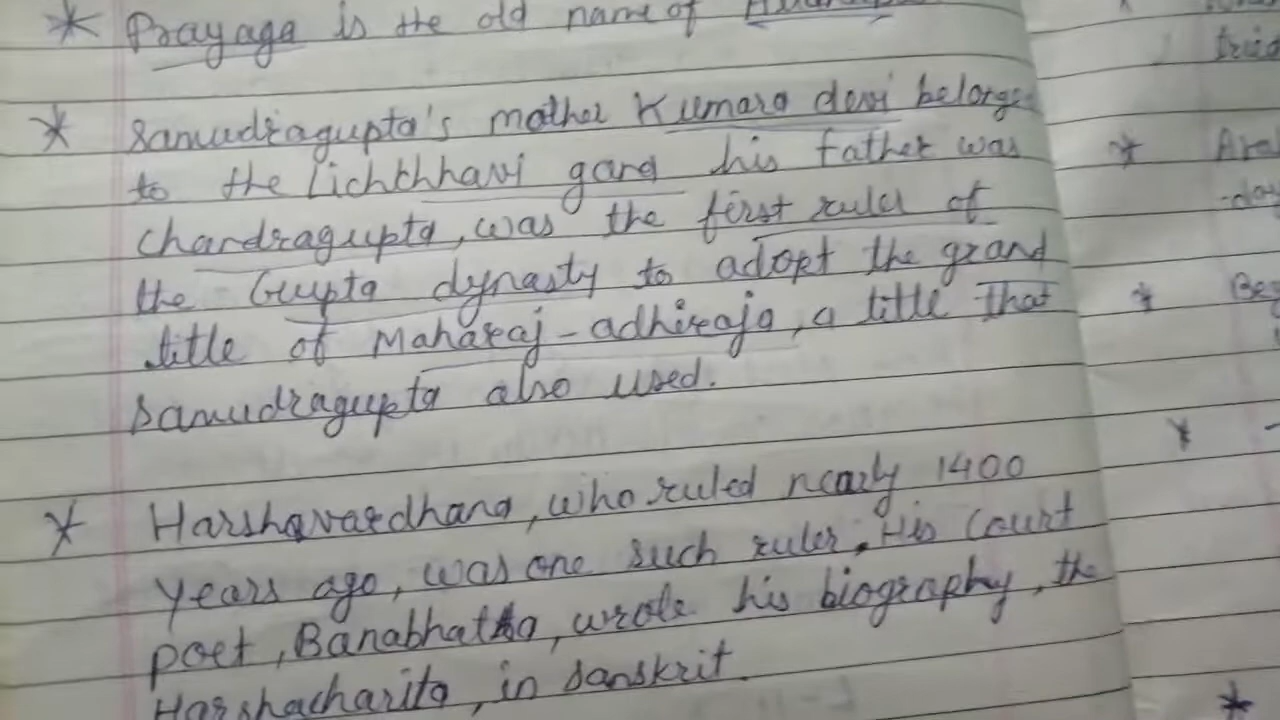 * Prayaga is the old name of
* Samudragupta's mother Kumara devi belongs
to the lichchhavi gana his father was
chandragupta, was the first ruler of
the Gupta dynasty to adopt the grand
title of Maharaj-adhiraja, a title that
samudragupta also used.
* Harshavardhana, who ruled nearly 1400
years ago, was one such ruler. His court
poet, Banabhatta, wrote his biography, the
Harshacharita, in sanskrit.
*
*
*
*